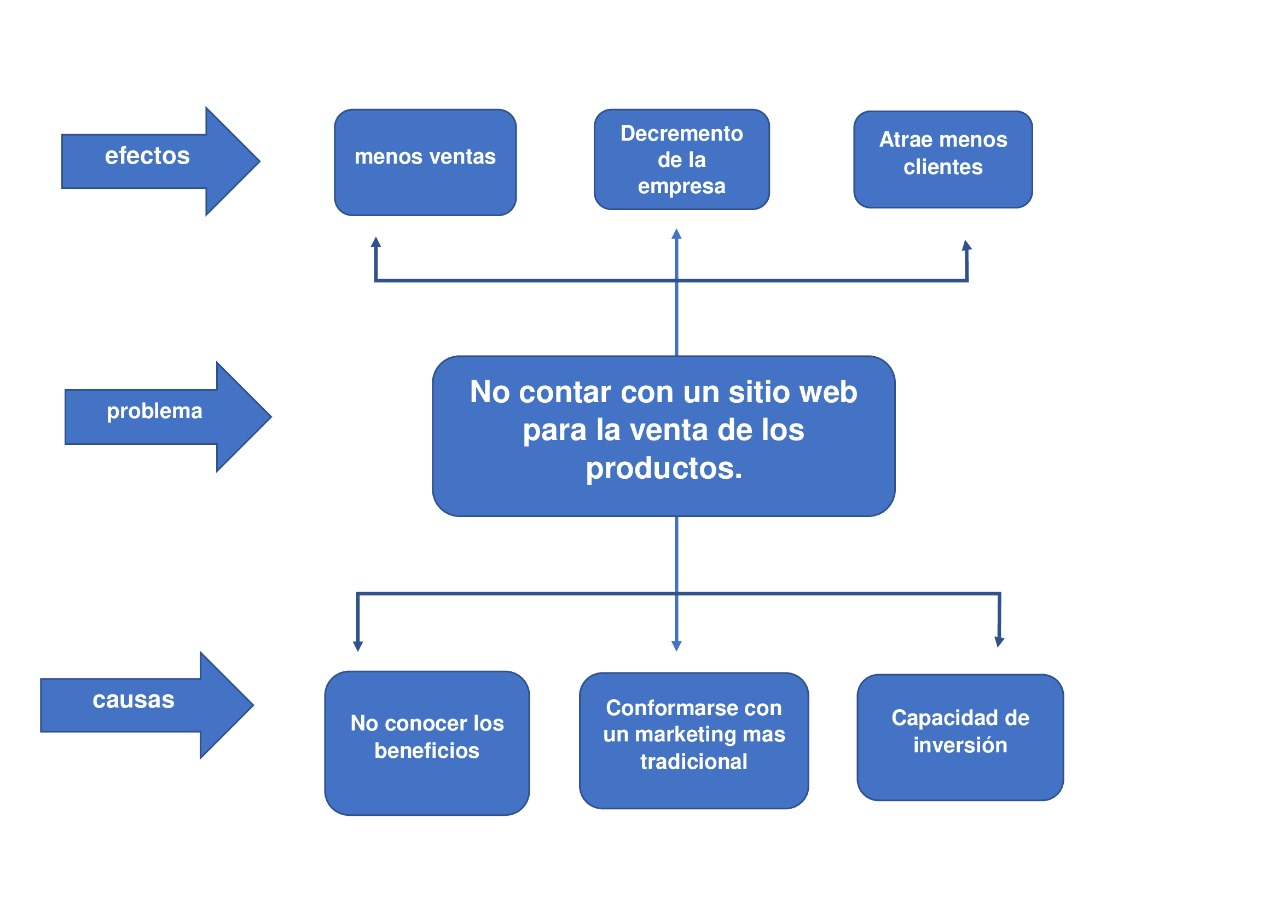 efectos
menos ventas
Decremento
de la
empresa
Atrae menos
clientes
problema
No contar con un sitio web
para la venta de los
productos.
causas
No conocer los
beneficios
Conformarse con
un marketing mas
tradicional
Capacidad de
inversión